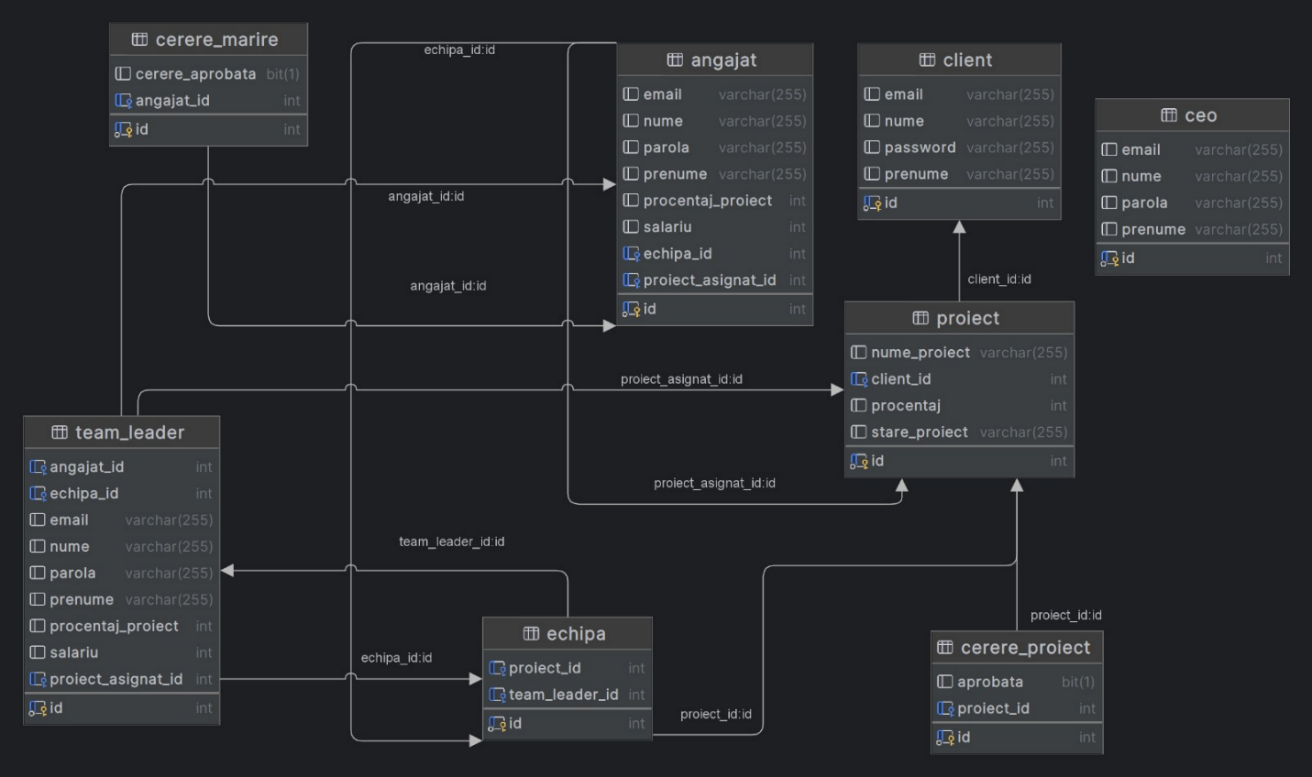 cerere_marire
cerere_aprobata bit(1)
angajat_id int
id int
echipa_id:id
angajat
email varchar(255)
nume varchar(255)
parola varchar(255)
prenume varchar(255)
procentaj_proiect int
salariu int
echipa_id int
proiect_asignat_id int
id int
client
email varchar(255)
nume varchar(255)
password varchar(255)
prenume varchar(255)
id int
ceo
email varchar(255)
nume varchar(255)
parola varchar(255)
prenume varchar(255)
id int
angajat_id:id
angajat_id:id
client_id:id
proiect
nume_proiect varchar(255)
client_id int
procentaj int
stare_proiect varchar(255)
id int
proiect_asignat_id:id
team_leader
angajat_id int
echipa_id int
email varchar(255)
nume varchar(255)
parola varchar(255)
prenume varchar(255)
procentaj_proiect int
salariu int
proiect_asignat_id int
id int
proiect_asignat_id:id
team_leader_id:id
echipa
proiect_id int
team_leader_id int
id int
echipa_id:id
proiect_id:id
proiect_id:id
cerere_proiect
aprobata bit(1)
proiect_id int
id int